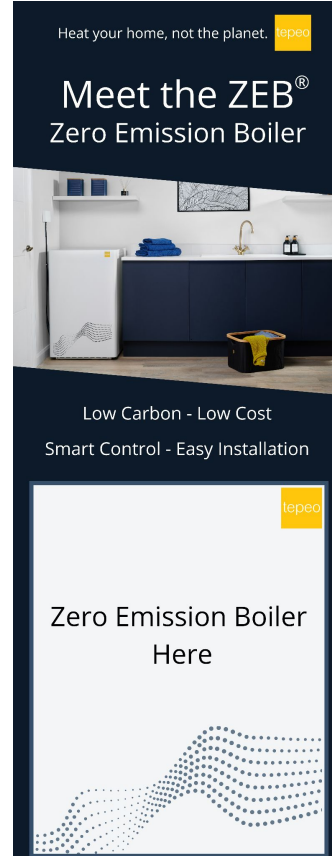 Heat your home, not the planet.
tepeo
Meet the ZEB®
Zero Emission Boiler
Low Carbon - Low Cost
Smart Control - Easy Installation
tepeo
Zero Emission Boiler
Here